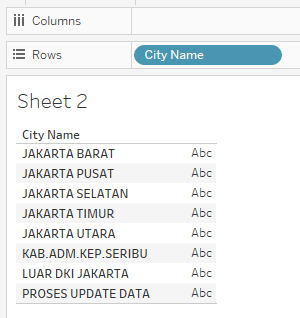 Columns
Rows
City Name
Sheet 2
City Name
JAKARTA BARAT Abc
JAKARTA PUSAT Abc
JAKARTA SELATAN Abc
JAKARTA TIMUR Abc
JAKARTA UTARA Abc
KAB.ADM.KEP.SERIBU Abc
LUAR DKI JAKARTA Abc
PROSES UPDATE DATA Abc